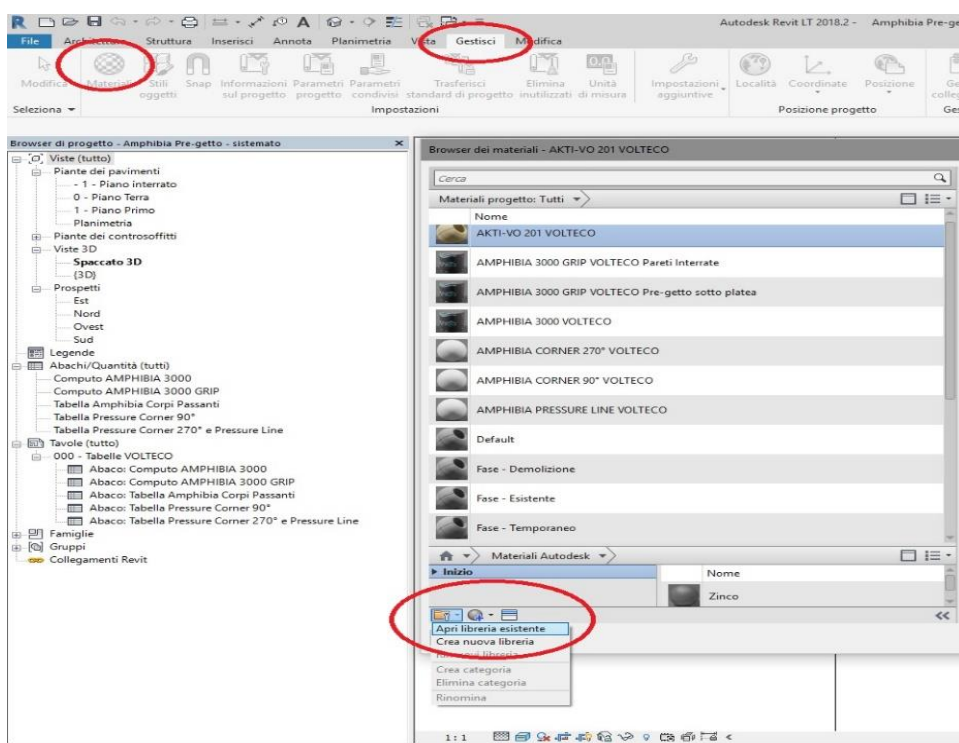 Autodesk Revit LT 2018.2 - Amphibia Pre-ge
File Architettura Struttura Inserisci Annota Planimetria Vista Gestisci Modifica
Modifica Materiali Stili oggetti Snap Informazioni sul progetto Parametri progetto Parametri condivisi Trasferisci standard di progetto Elimina inutilizzati Unità di misura Impostazioni aggiuntive Località Coordinate Posizione Ge colleg
Seleziona Impostazioni Posizione progetto Ges
Browser di progetto - Amphibia Pre-getto - sistemato
Viste (tutto)
Piante dei pavimenti
- 1 - Piano interrato
0 - Piano Terra
1 - Piano Primo
Planimetria
Piante dei controsoffitti
Viste 3D
Spaccato 3D
{3D}
Prospetti
Est
Nord
Ovest
Sud
Legende
Abachi/Quantità (tutti)
Computo AMPHIBIA 3000
Computo AMPHIBIA 3000 GRIP
Tabella Amphibia Corpi Passanti
Tabella Pressure Corner 90°
Tabella Pressure Corner 270° e Pressure Line
Tavole (tutto)
000 - Tabelle VOLTECO
Abaco: Computo AMPHIBIA 3000
Abaco: Computo AMPHIBIA 3000 GRIP
Abaco: Tabella Amphibia Corpi Passanti
Abaco: Tabella Pressure Corner 90°
Abaco: Tabella Pressure Corner 270° e Pressure Line
Famiglie
Gruppi
Collegamenti Revit
Browser dei materiali - AKTI-VO 201 VOLTECO
Cerca
Materiali progetto: Tutti
Nome
AKTI-VO 201 VOLTECO
AMPHIBIA 3000 GRIP VOLTECO Pareti Interrate
AMPHIBIA 3000 GRIP VOLTECO Pre-getto sotto platea
AMPHIBIA 3000 VOLTECO
AMPHIBIA CORNER 270° VOLTECO
AMPHIBIA CORNER 90° VOLTECO
AMPHIBIA PRESSURE LINE VOLTECO
Default
Fase - Demolizione
Fase - Esistente
Fase - Temporaneo
Materiali Autodesk
Inizio
Nome
Zinco
Apri libreria esistente
Crea nuova libreria
Crea categoria
Elimina categoria
Rinomina
1 : 1